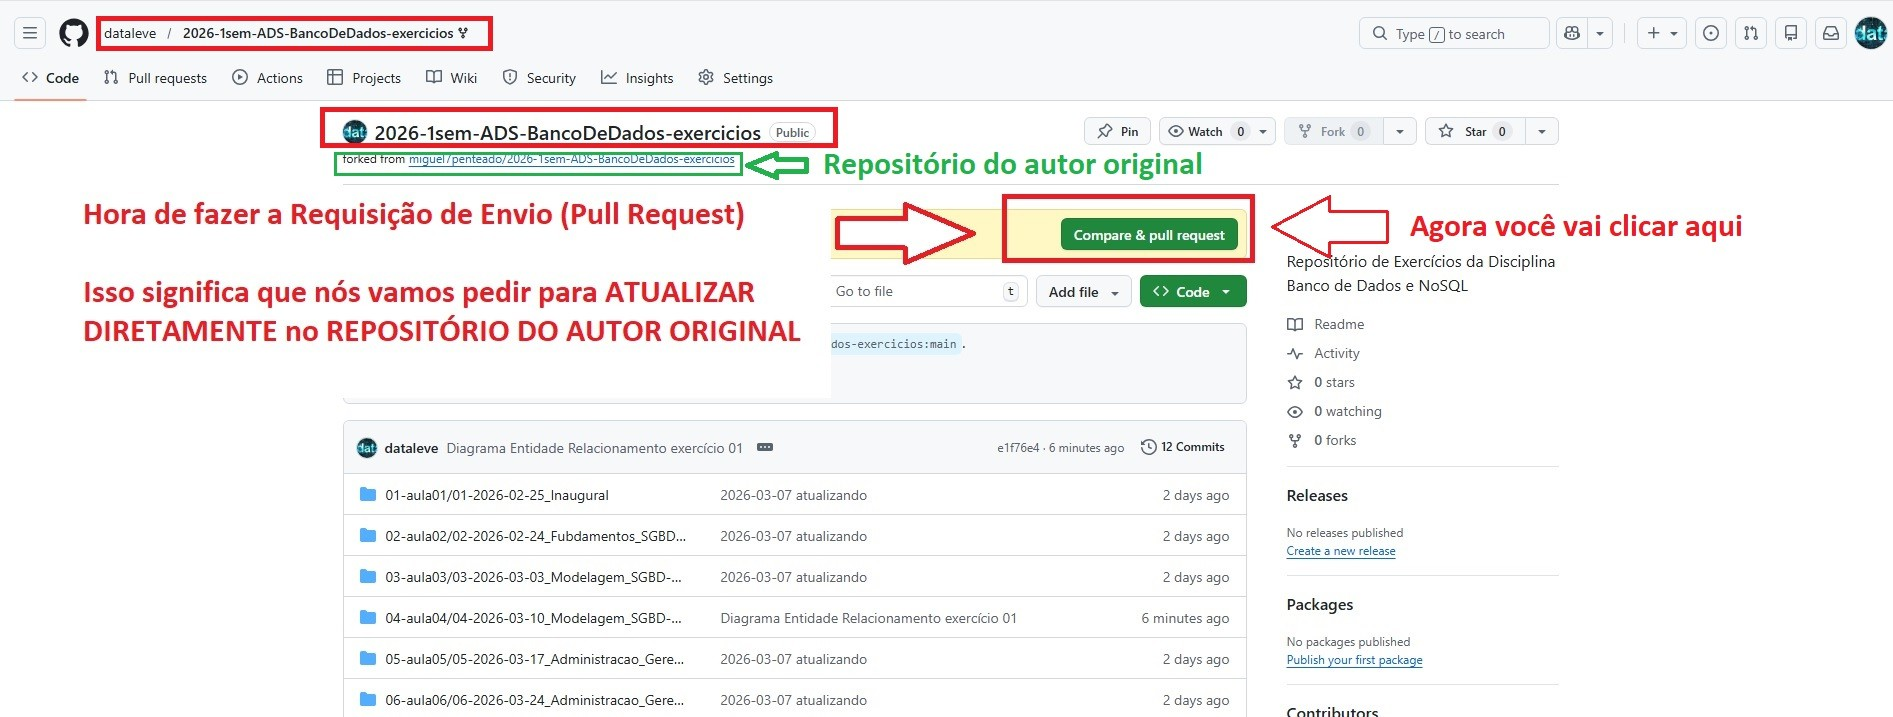 dataleve / 2026-1sem-ADS-BancoDeDados-exercicios
Type / to search
dat
Code Pull requests Actions Projects Wiki Security Insights Settings
dat 2026-1sem-ADS-BancoDeDados-exercicios Public
Pin Watch 0 Fork 0 Star 0
forked from miguel7penteado/2026-1sem-ADS-BancoDeDados-exercicios
Repositório do autor original
Hora de fazer a Requisição de Envio (Pull Request)
Compare & pull request
Agora você vai clicar aqui
Isso significa que nós vamos pedir para ATUALIZAR
DIRETAMENTE no REPOSITÓRIO DO AUTOR ORIGINAL
Go to file t Add file Code
dos-exercicios:main .
dat dataleve Diagrama Entidade Relacionamento exercício 01 e1f76e4 · 6 minutes ago 12 Commits
01-aula01/01-2026-02-25_Inaugural 2026-03-07 atualizando 2 days ago
02-aula02/02-2026-02-24_Fubdamentos_SGBD... 2026-03-07 atualizando 2 days ago
03-aula03/03-2026-03-03_Modelagem_SGBD-... 2026-03-07 atualizando 2 days ago
04-aula04/04-2026-03-10_Modelagem_SGBD-... Diagrama Entidade Relacionamento exercício 01 6 minutes ago
05-aula05/05-2026-03-17_Administracao_Gere... 2026-03-07 atualizando 2 days ago
06-aula06/06-2026-03-24_Administracao_Gere... 2026-03-07 atualizando 2 days ago
Repositório de Exercícios da Disciplina
Banco de Dados e NoSQL
Readme
Activity
0 stars
0 watching
0 forks
Releases
No releases published
Create a new release
Packages
No packages published
Publish your first package
Contributors